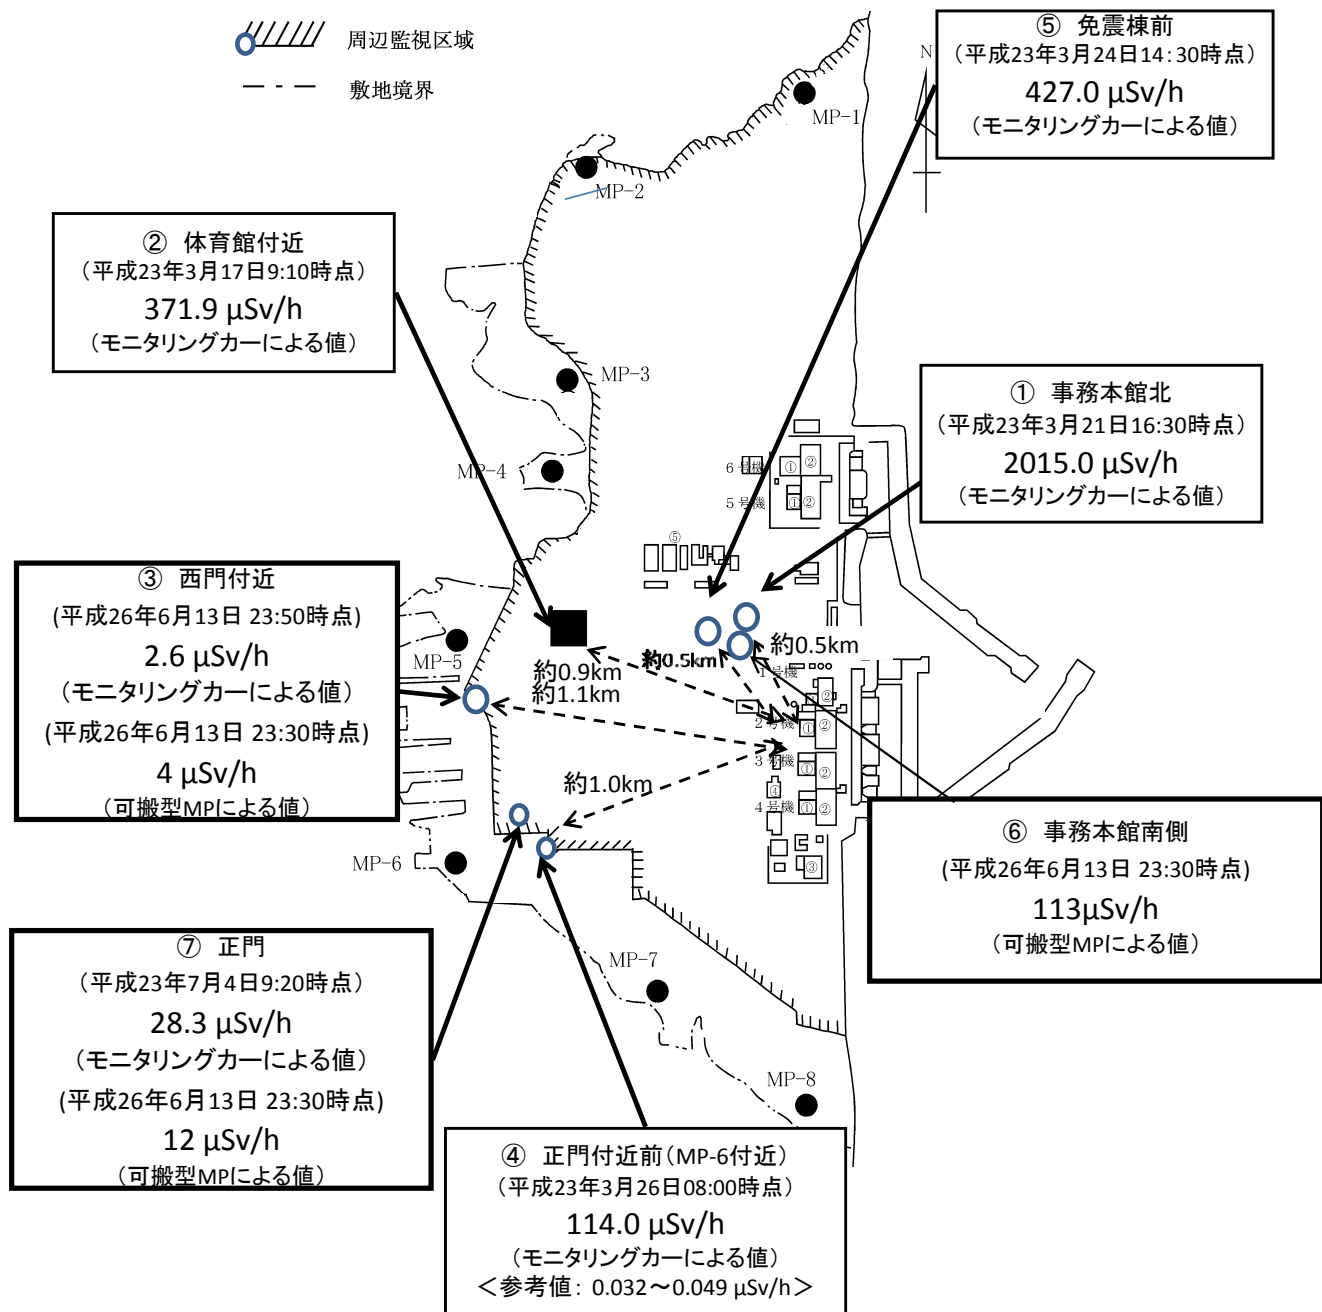 周辺監視区域
敷地境界
⑤ 免震棟前
（平成23年3月24日14:30時点）
427.0 μSv/h
（モニタリングカーによる値）
N
MP-1
MP-2
② 体育館付近
（平成23年3月17日9:10時点）
371.9 μSv/h
（モニタリングカーによる値）
MP-3
① 事務本館北
（平成23年3月21日16:30時点）
2015.0 μSv/h
（モニタリングカーによる値）
MP-4
6号機
① ②
5号機
① ②
⑤
③ 西門付近
(平成26年6月13日 23:50時点)
2.6 μSv/h
（モニタリングカーによる値）
(平成26年6月13日 23:30時点)
4 μSv/h
（可搬型MPによる値）
MP-5
約0.9km
約0.5km
約0.5km
約1.1km
約1.0km
1号機
②
2号機
① ②
3号機
① ②
④
4号機
① ②
③
MP-6
⑥ 事務本館南側
(平成26年6月13日 23:30時点)
113μSv/h
（可搬型MPによる値）
⑦ 正門
（平成23年7月4日9:20時点）
28.3 μSv/h
（モニタリングカーによる値）
(平成26年6月13日 23:30時点)
12 μSv/h
（可搬型MPによる値）
MP-7
MP-8
④ 正門付近前（MP-6付近）
（平成23年3月26日08:00時点）
114.0 μSv/h
（モニタリングカーによる値）
＜参考値： 0.032～0.049 μSv/h＞